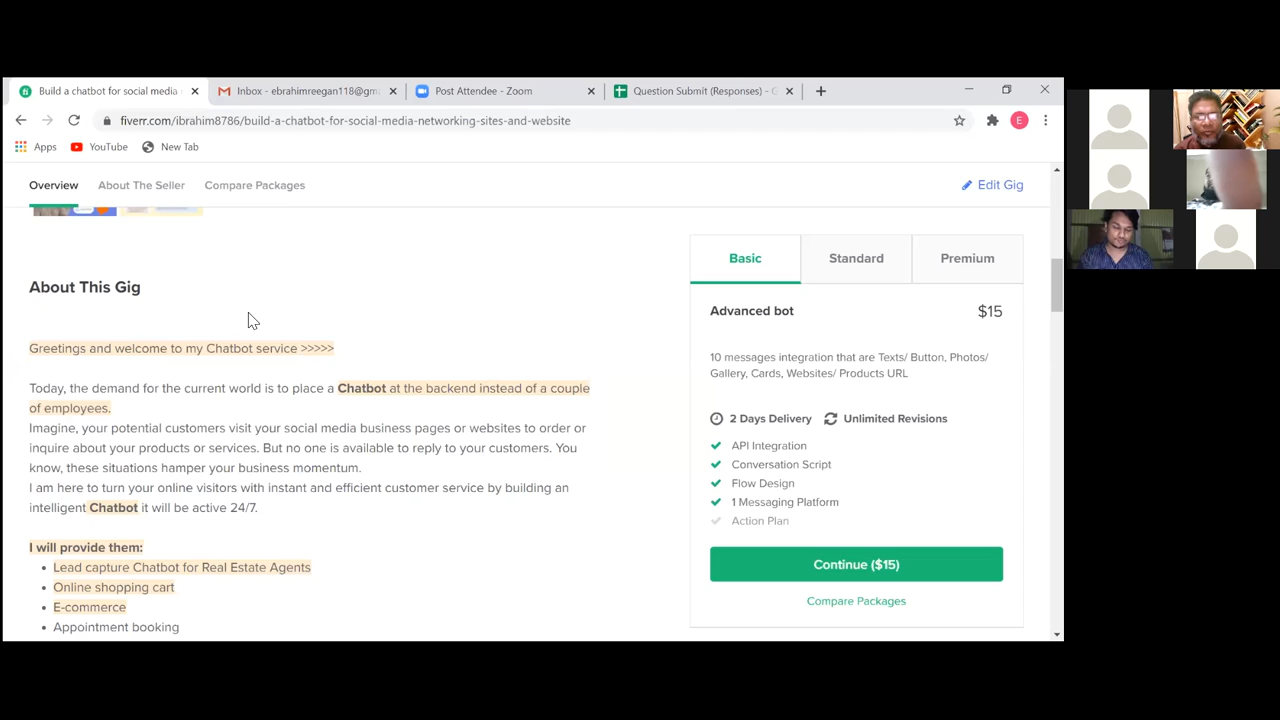 Build a chatbot for social media
Inbox - ebrahimreegan118@gm
Post Attendee - Zoom
Question Submit (Responses) - G
fiverr.com/ibrahim8786/build-a-chatbot-for-social-media-networking-sites-and-website
E
Apps
YouTube
New Tab
Overview
About The Seller
Compare Packages
Edit Gig
About This Gig
Greetings and welcome to my Chatbot service >>>>>
Today, the demand for the current world is to place a Chatbot at the backend instead of a couple
of employees.
Imagine, your potential customers visit your social media business pages or websites to order or
inquire about your products or services. But no one is available to reply to your customers. You
know, these situations hamper your business momentum.
I am here to turn your online visitors with instant and efficient customer service by building an
intelligent Chatbot it will be active 24/7.
I will provide them:
• Lead capture Chatbot for Real Estate Agents
• Online shopping cart
• E-commerce
• Appointment booking
Basic
Standard
Premium
Advanced bot
$15
10 messages integration that are Texts/ Button, Photos/
Gallery, Cards, Websites/ Products URL
2 Days Delivery
Unlimited Revisions
API Integration
Conversation Script
Flow Design
1 Messaging Platform
Action Plan
Continue ($15)
Compare Packages